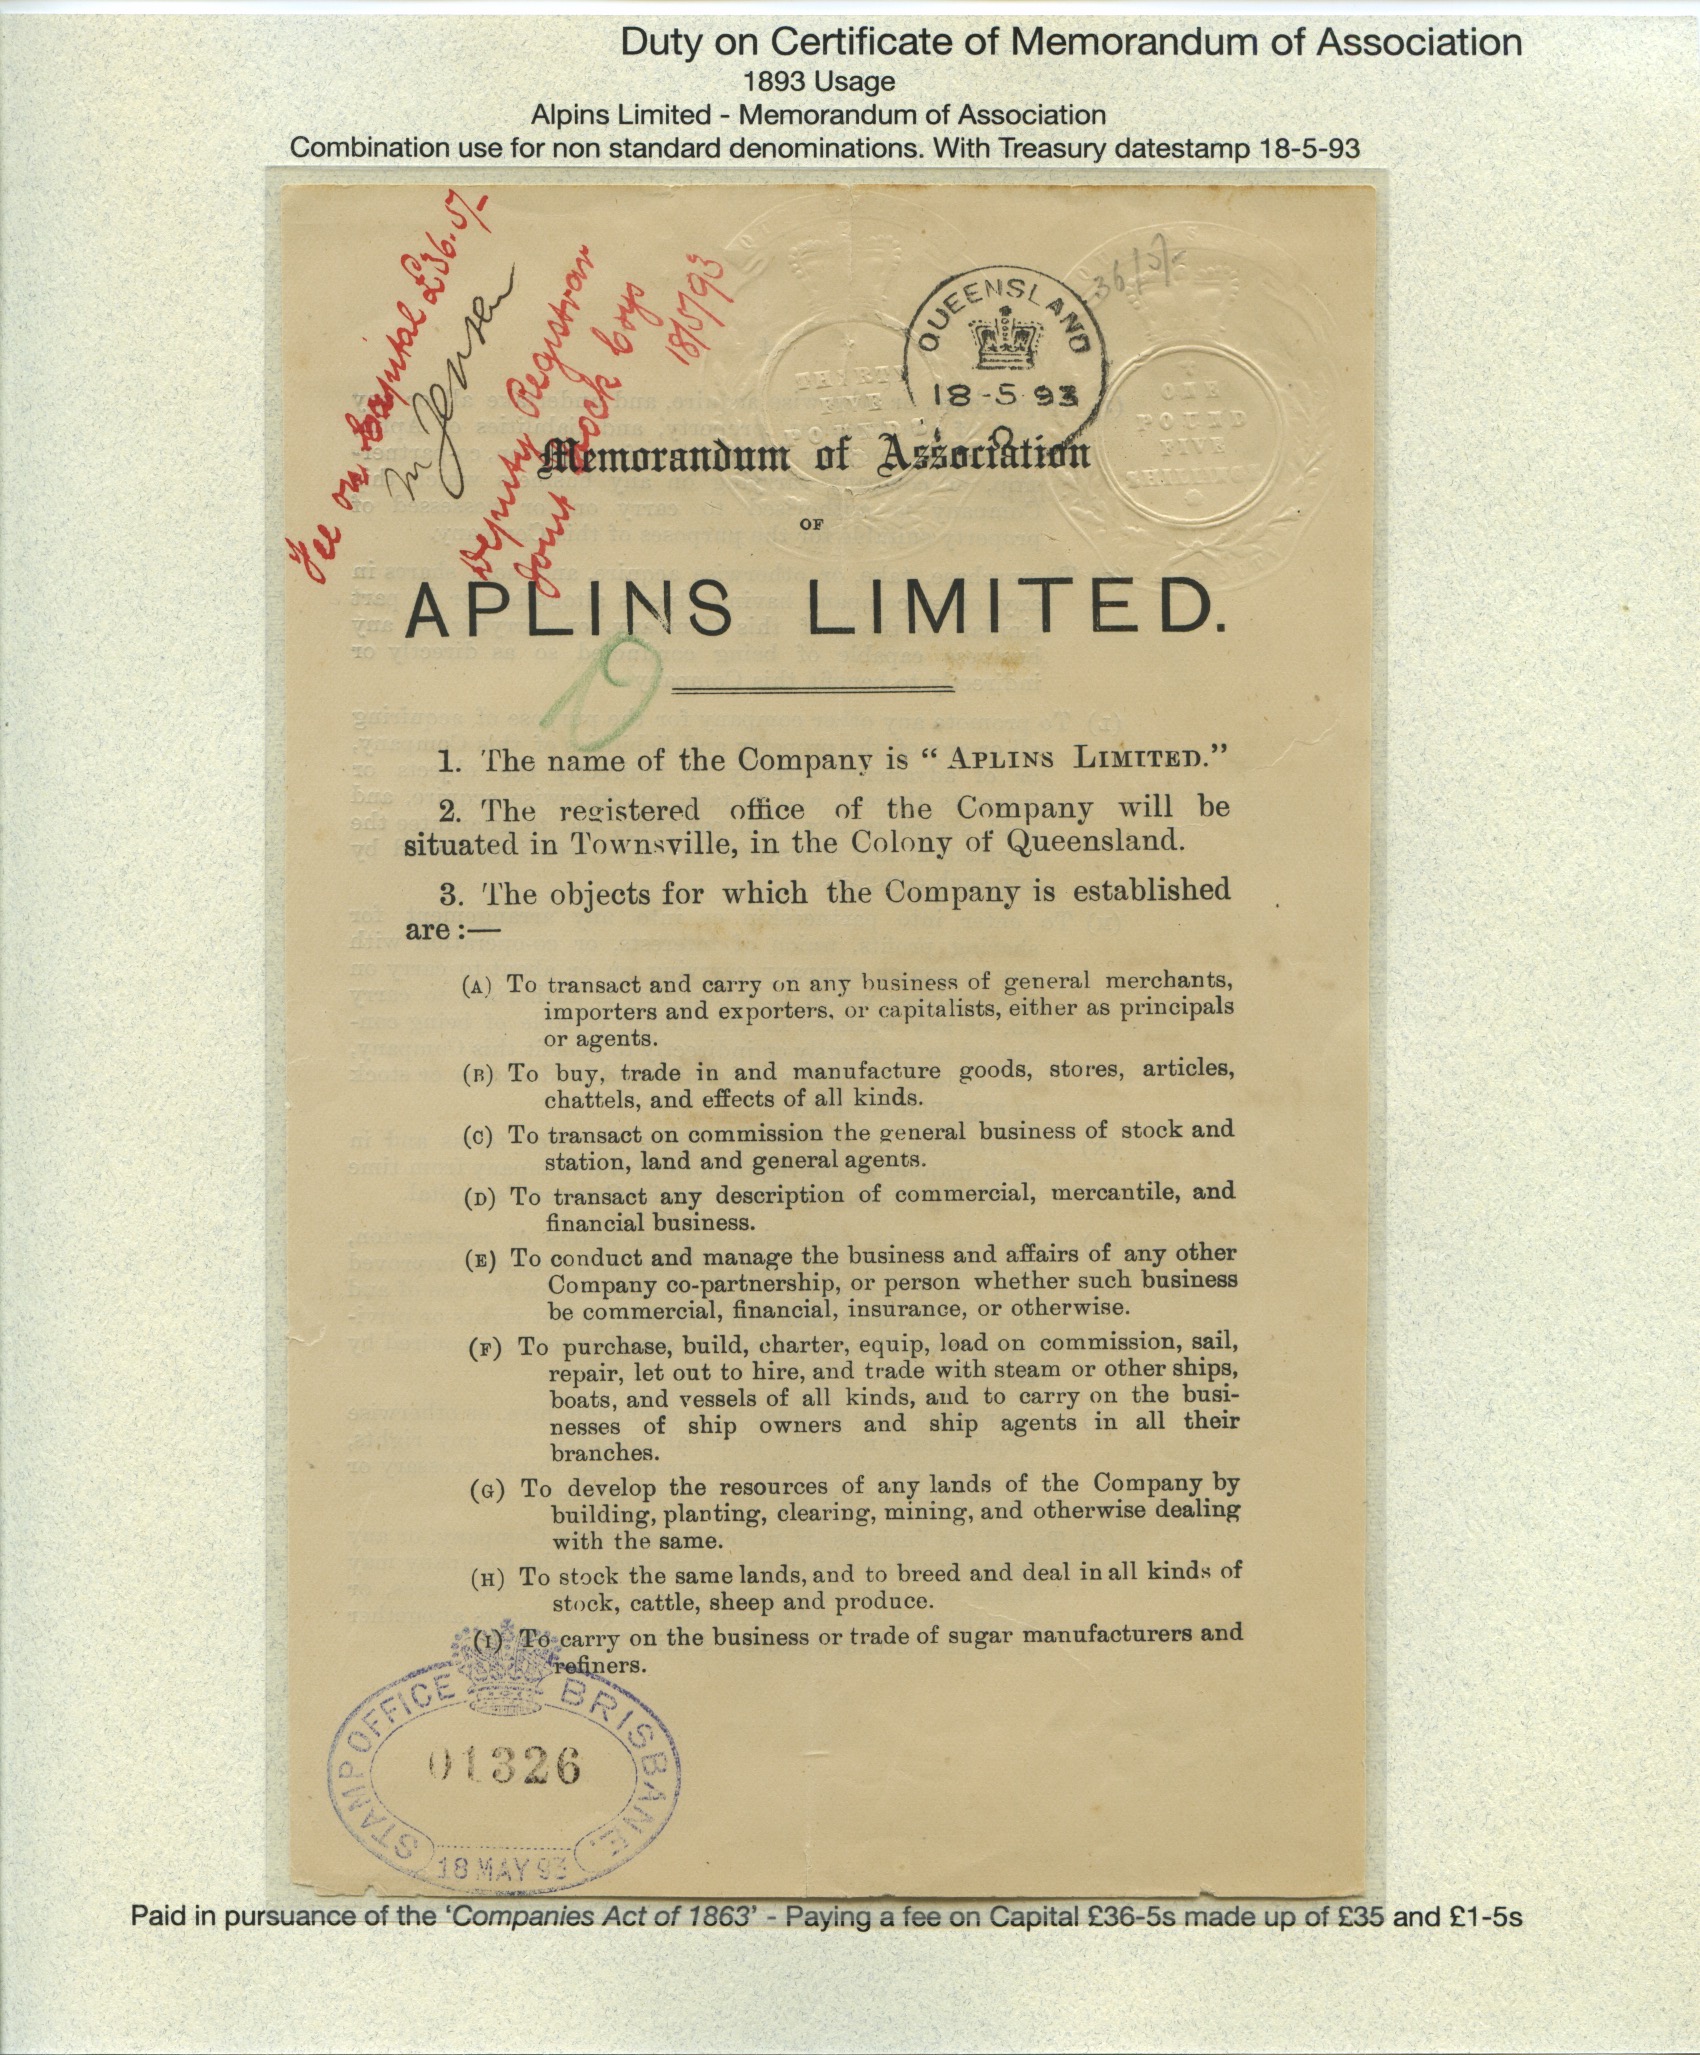 Duty on Certificate of Memorandum of Association
1893 Usage
Alpins Limited - Memorandum of Association
Combination use for non standard denominations. With Treasury datestamp 18-5-93
Fee on Capital £36.5/-
Jensen
Deputy Registrar
Joint Stock Coys
18/5/93
36/5/-
QUEENSLAND
18-5-93
THIRTY
FIVE
POUNDS
ONE
POUND
FIVE
SHILLINGS
Memorandum of Association
OF
APLINS LIMITED.
1. The name of the Company is “APLINS LIMITED.”
2. The registered office of the Company will be
situated in Townsville, in the Colony of Queensland.
3. The objects for which the Company is established
are :—
(A) To transact and carry on any business of general merchants,
importers and exporters, or capitalists, either as principals
or agents.
(B) To buy, trade in and manufacture goods, stores, articles,
chattels, and effects of all kinds.
(C) To transact on commission the general business of stock and
station, land and general agents.
(D) To transact any description of commercial, mercantile, and
financial business.
(E) To conduct and manage the business and affairs of any other
Company co-partnership, or person whether such business
be commercial, financial, insurance, or otherwise.
(F) To purchase, build, charter, equip, load on commission, sail,
repair, let out to hire, and trade with steam or other ships,
boats, and vessels of all kinds, and to carry on the busi-
nesses of ship owners and ship agents in all their
branches.
(G) To develop the resources of any lands of the Company by
building, planting, clearing, mining, and otherwise dealing
with the same.
(H) To stock the same lands, and to breed and deal in all kinds of
stock, cattle, sheep and produce.
(I) To carry on the business or trade of sugar manufacturers and
refiners.
STAMP OFFICE BRISBANE.
01326
18 MAY 93
Paid in pursuance of the ‘Companies Act of 1863’ - Paying a fee on Capital £36-5s made up of £35 and £1-5s